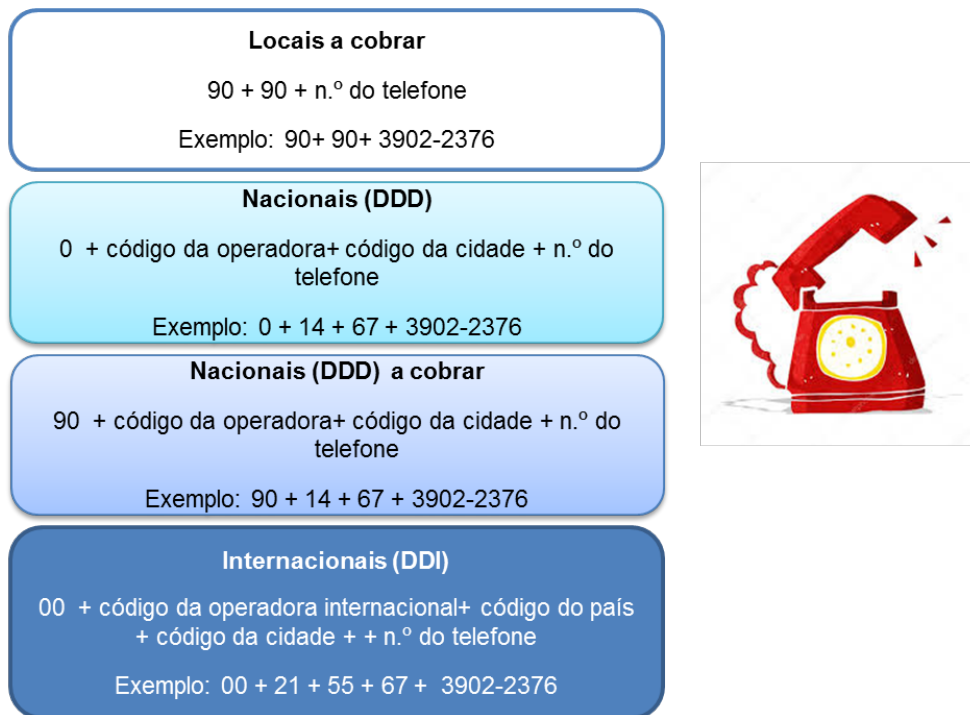 Locais a cobrar
90 + 90 + n.º do telefone
Exemplo: 90+ 90+ 3902-2376
Nacionais (DDD)
0 + código da operadora+ código da cidade + n.º do
telefone
Exemplo: 0 + 14 + 67 + 3902-2376
Nacionais (DDD) a cobrar
90 + código da operadora+ código da cidade + n.º do
telefone
Exemplo: 90 + 14 + 67 + 3902-2376
Internacionais (DDI)
00 + código da operadora internacional+ código do país
+ código da cidade + + n.º do telefone
Exemplo: 00 + 21 + 55 + 67 + 3902-2376